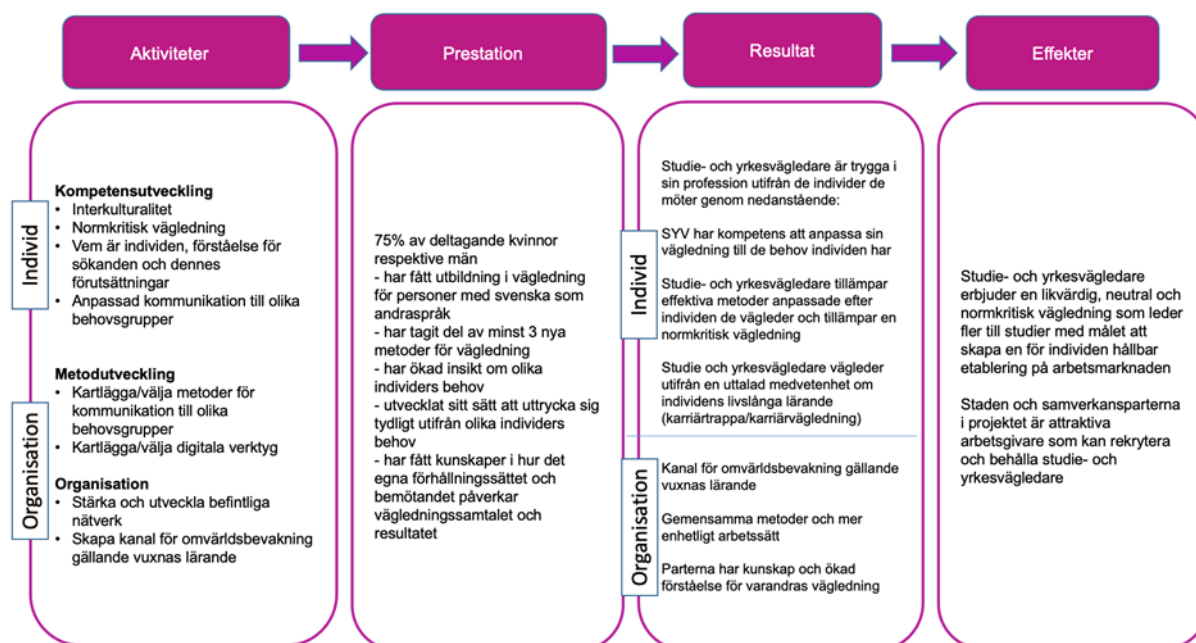 Aktiviteter
Prestation
Resultat
Effekter
Individ
Organisation
Kompetensutveckling
• Interkulturalitet
• Normkritisk vägledning
• Vem är individen, förståelse för
sökanden och dennes
förutsättningar
• Anpassad kommunikation till olika
behovsgrupper
Metodutveckling
• Kartlägga/välja metoder för
kommunikation till olika
behovsgrupper
• Kartlägga/välja digitala verktyg
Organisation
• Stärka och utveckla befintliga
nätverk
• Skapa kanal för omvärldsbevakning
gällande vuxnas lärande
75% av deltagande kvinnor
respektive män
- har fått utbildning i vägledning
för personer med svenska som
andraspråk
- har tagit del av minst 3 nya
metoder för vägledning
- har ökad insikt om olika
individers behov
- utvecklat sitt sätt att uttrycka sig
tydligt utifrån olika individers
behov
- har fått kunskaper i hur det
egna förhållningssättet och
bemötandet påverkar
vägledningssamtalet och
resultatet
Individ
Organisation
Studie- och yrkesvägledare är trygga i
sin profession utifrån de individer de
möter genom nedanstående:
SYV har kompetens att anpassa sin
vägledning till de behov individen har
Studie- och yrkesvägledare tillämpar
effektiva metoder anpassade efter
individen de vägleder och tillämpar en
normkritisk vägledning
Studie och yrkesvägledare vägleder
utifrån en uttalad medvetenhet om
individens livslånga lärande
(karriärtrappa/karriärvägledning)
Kanal för omvärldsbevakning gällande
vuxnas lärande
Gemensamma metoder och mer
enhetligt arbetssätt
Parterna har kunskap och ökad
förståelse för varandras vägledning
Studie- och yrkesvägledare
erbjuder en likvärdig, neutral och
normkritisk vägledning som leder
fler till studier med målet att
skapa en för individen hållbar
etablering på arbetsmarknaden
Staden och samverkansparterna
i projektet är attraktiva
arbetsgivare som kan rekrytera
och behålla studie- och
yrkesvägledare